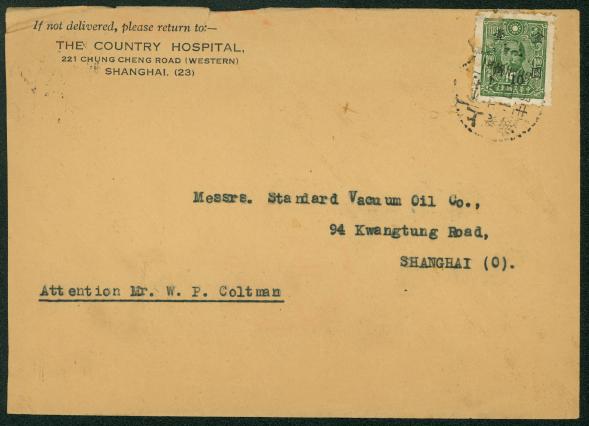 If not delivered, please return to:—
THE COUNTRY HOSPITAL,
221 CHUNG CHENG ROAD (WESTERN)
SHANGHAI. (23)
Messrs. Standard Vacuum Oil Co.,
94 Kwangtung Road,
SHANGHAI (0).
Attention Mr. W. P. Coltman